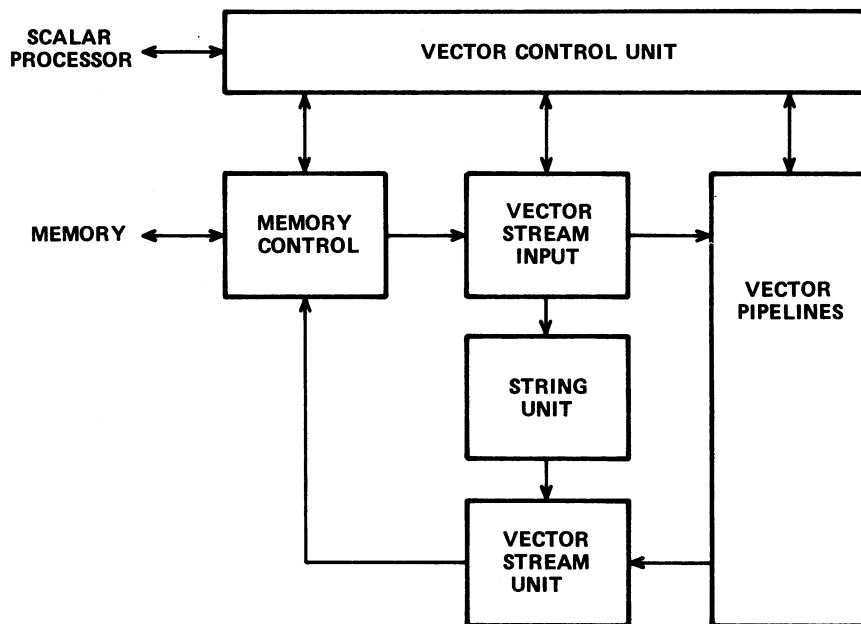 SCALAR
PROCESSOR
VECTOR CONTROL UNIT
MEMORY
MEMORY
CONTROL
VECTOR
STREAM
INPUT
VECTOR
PIPELINES
STRING
UNIT
VECTOR
STREAM
UNIT